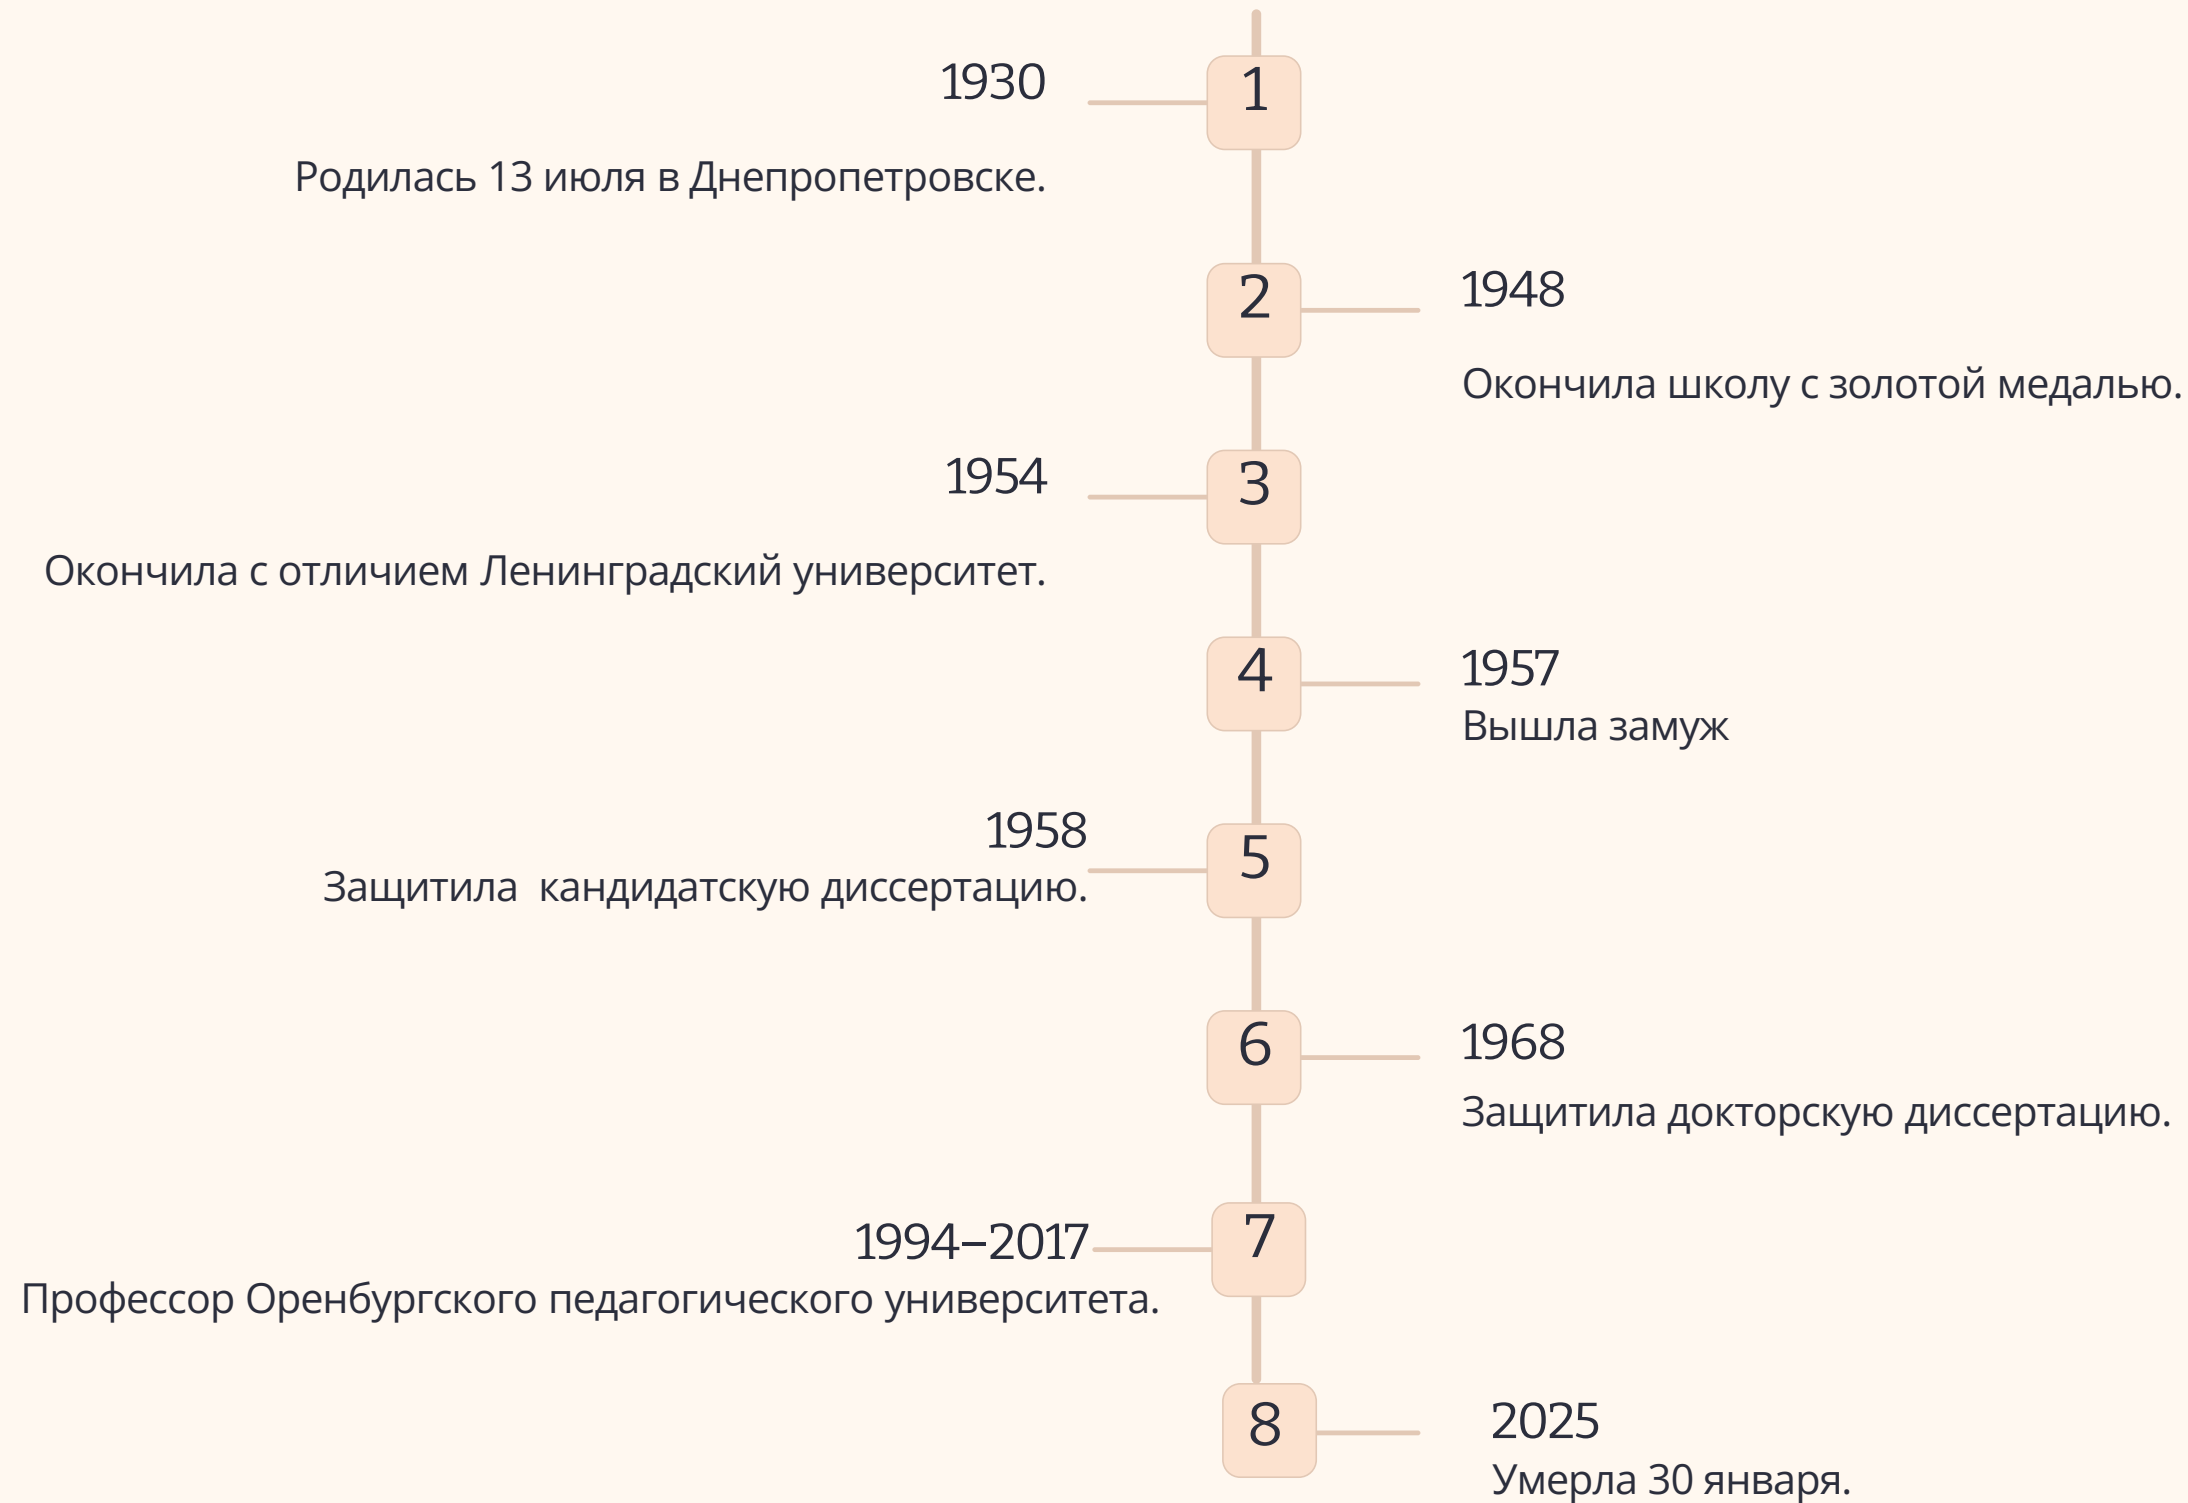 1930
1
Родилась 13 июля в Днепропетровске.
2
1948
Окончила школу с золотой медалью.
1954
3
Окончила с отличием Ленинградский университет.
4
1957
Вышла замуж
1958
5
Защитила  кандидатскую диссертацию.
6
1968
Защитила докторскую диссертацию.
1994–2017
7
Профессор Оренбургского педагогического университета.
8
2025
Умерла 30 января.